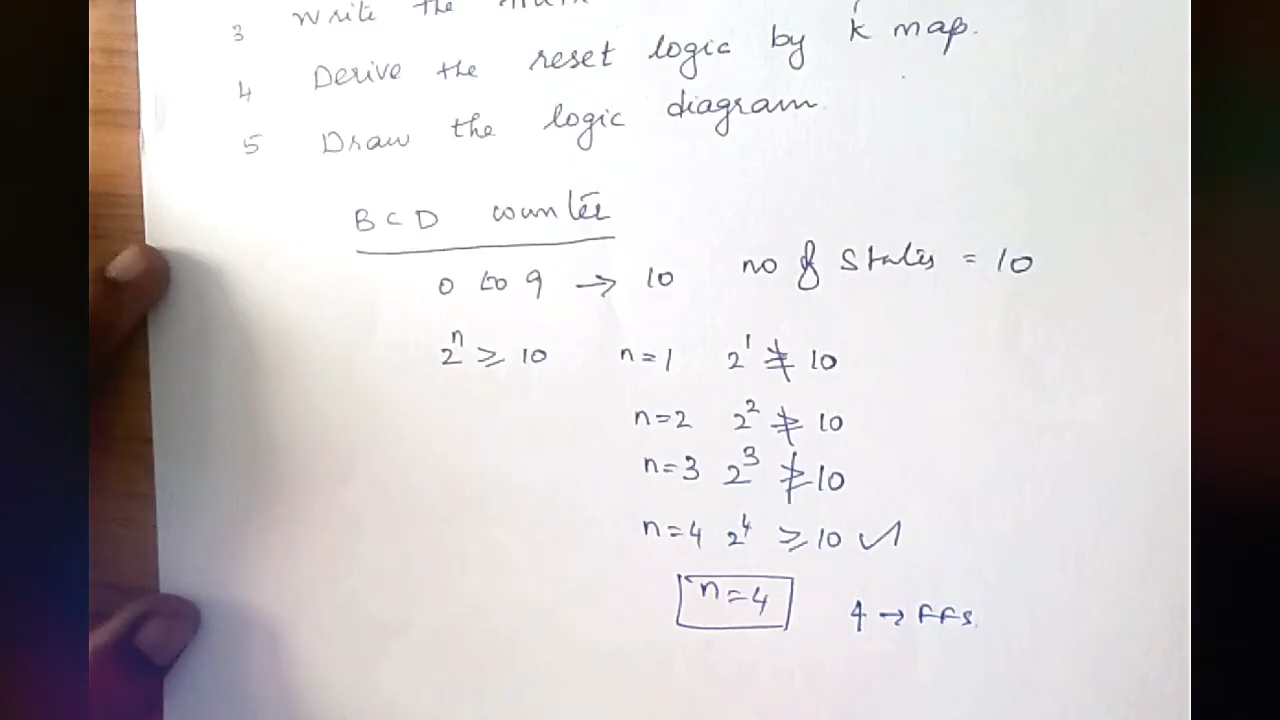 3 Write the
4 Derive the reset logic by k map.
5 Draw the logic diagram.
BCD counter
0 to 9 → 10 no of states = 10
2ⁿ ≥ 10 n=1 2¹ ≱ 10
n=2 2² ≱ 10
n=3 2³ ≱ 10
n=4 2⁴ ≥ 10 ✓
n=4 4 → FFs.